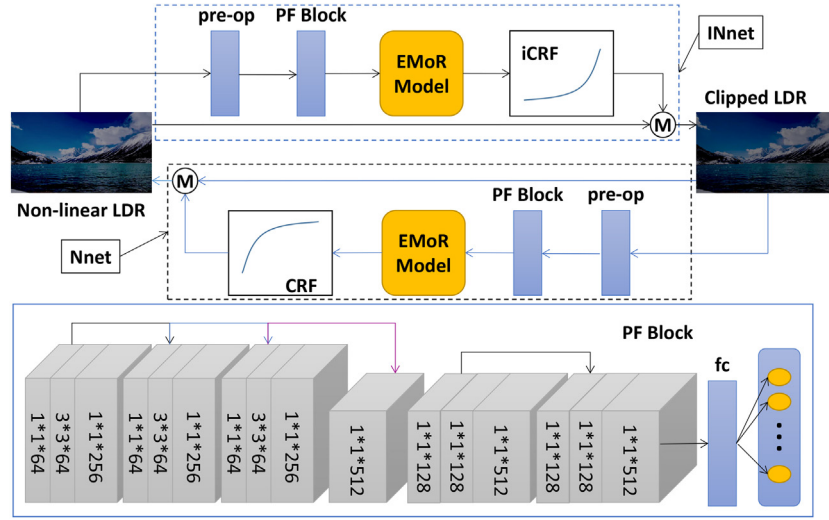 pre-op
PF Block
EMoR
Model
iCRF
INnet
M
Clipped LDR
Non-linear LDR
M
Nnet
CRF
EMoR
Model
PF Block
pre-op
PF Block
fc
1*1*64
3*3*64
1*1*256
1*1*64
3*3*64
1*1*256
1*1*64
3*3*64
1*1*256
1*1*512
1*1*128
1*1*128
1*1*512
1*1*128
1*1*128
1*1*512